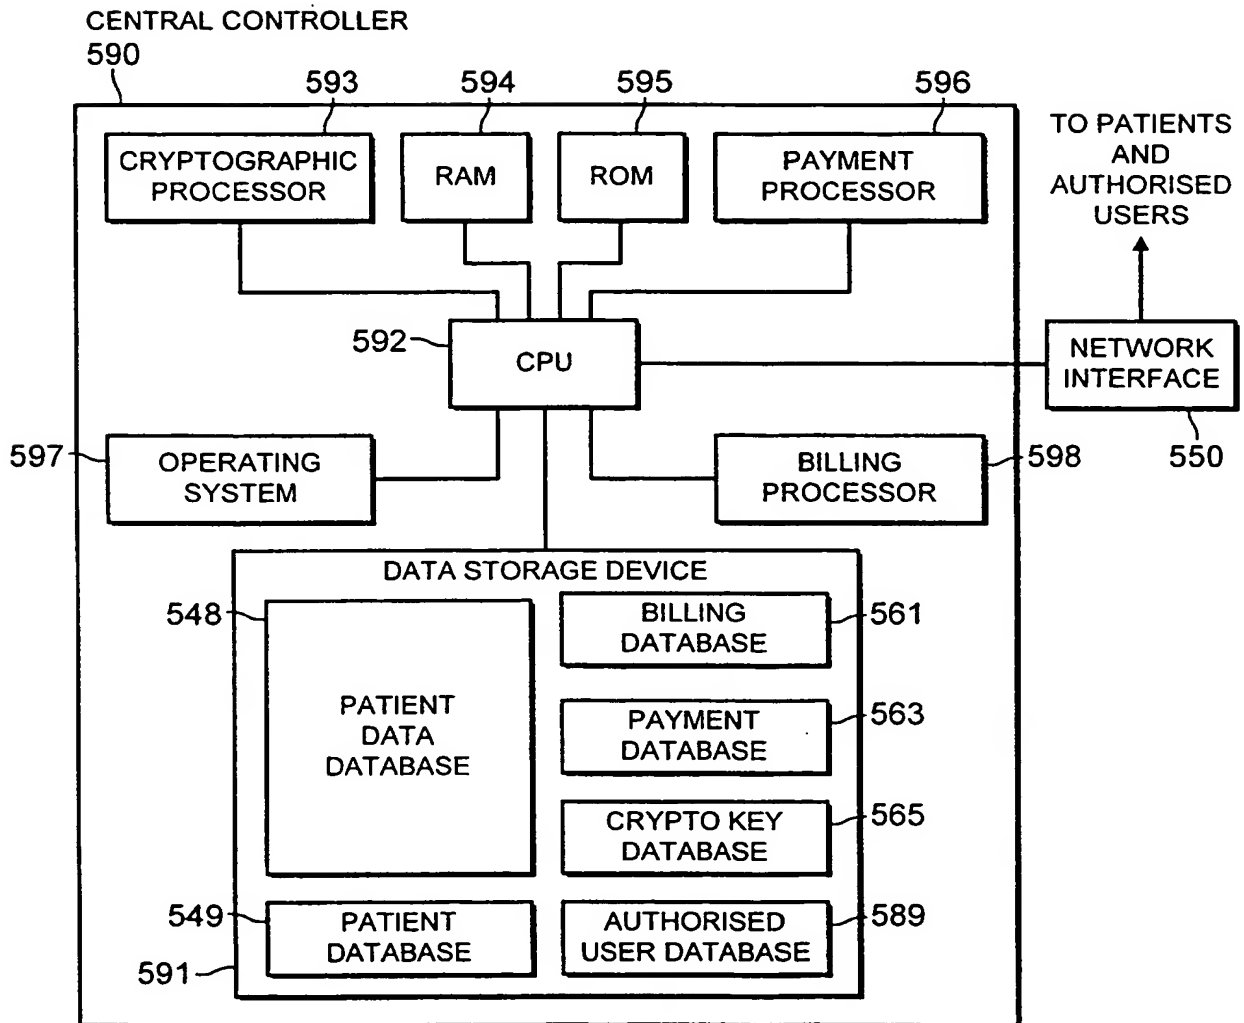 CENTRAL CONTROLLER
590
593
594
595
596
CRYPTOGRAPHIC
PROCESSOR
RAM
ROM
PAYMENT
PROCESSOR
TO PATIENTS
AND
AUTHORISED
USERS
592
CPU
NETWORK
INTERFACE
550
597
OPERATING
SYSTEM
BILLING
PROCESSOR
598
DATA STORAGE DEVICE
548
PATIENT
DATA
DATABASE
BILLING
DATABASE
561
PAYMENT
DATABASE
563
CRYPTO KEY
DATABASE
565
549
PATIENT
DATABASE
AUTHORISED
USER DATABASE
589
591